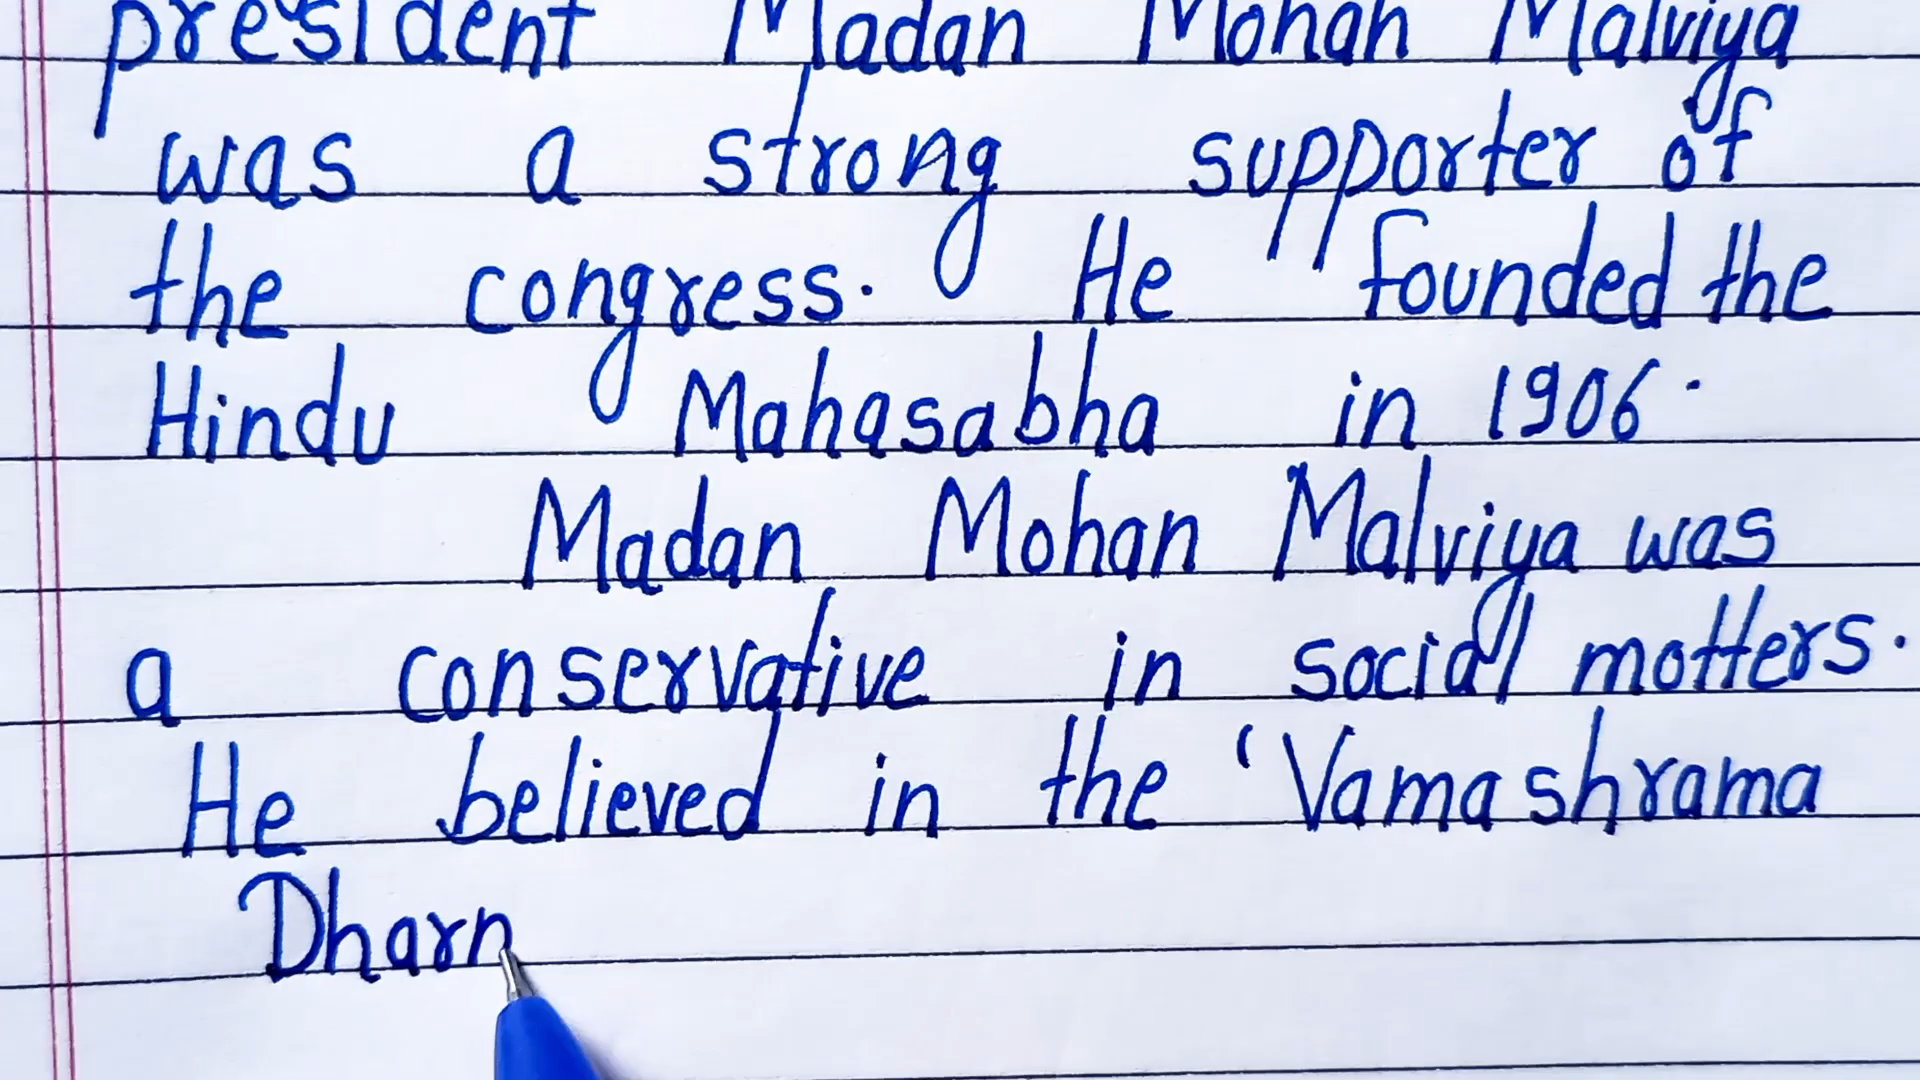 president Madan Mohan Malviya
was a strong supporter of
the congress. He founded the
Hindu Mahasabha in 1906.
Madan Mohan Malviya was
a conservative in social motters.
He believed in the 'Vamashrama
Dharn